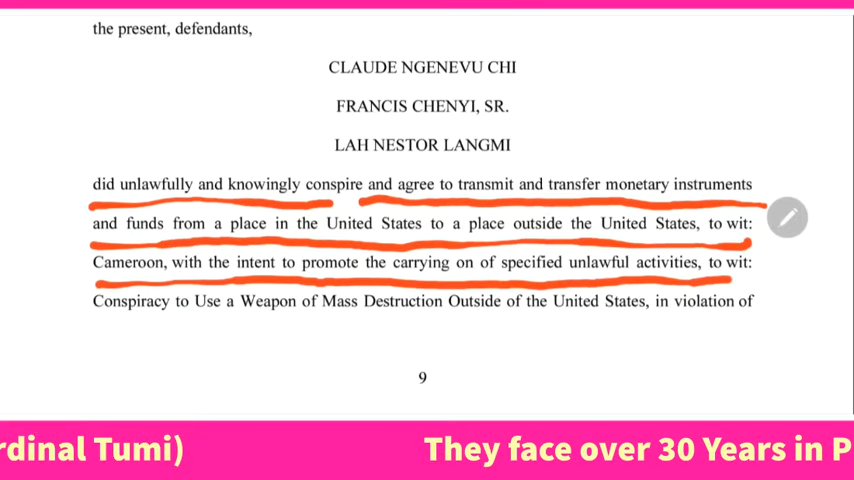 the present, defendants,
CLAUDE NGENEVU CHI
FRANCIS CHENYI, SR.
LAH NESTOR LANGMI
did unlawfully and knowingly conspire and agree to transmit and transfer monetary instruments
and funds from a place in the United States to a place outside the United States, to wit:
Cameroon, with the intent to promote the carrying on of specified unlawful activities, to wit:
Conspiracy to Use a Weapon of Mass Destruction Outside of the United States, in violation of
9
rdinal Tumi) They face over 30 Years in P